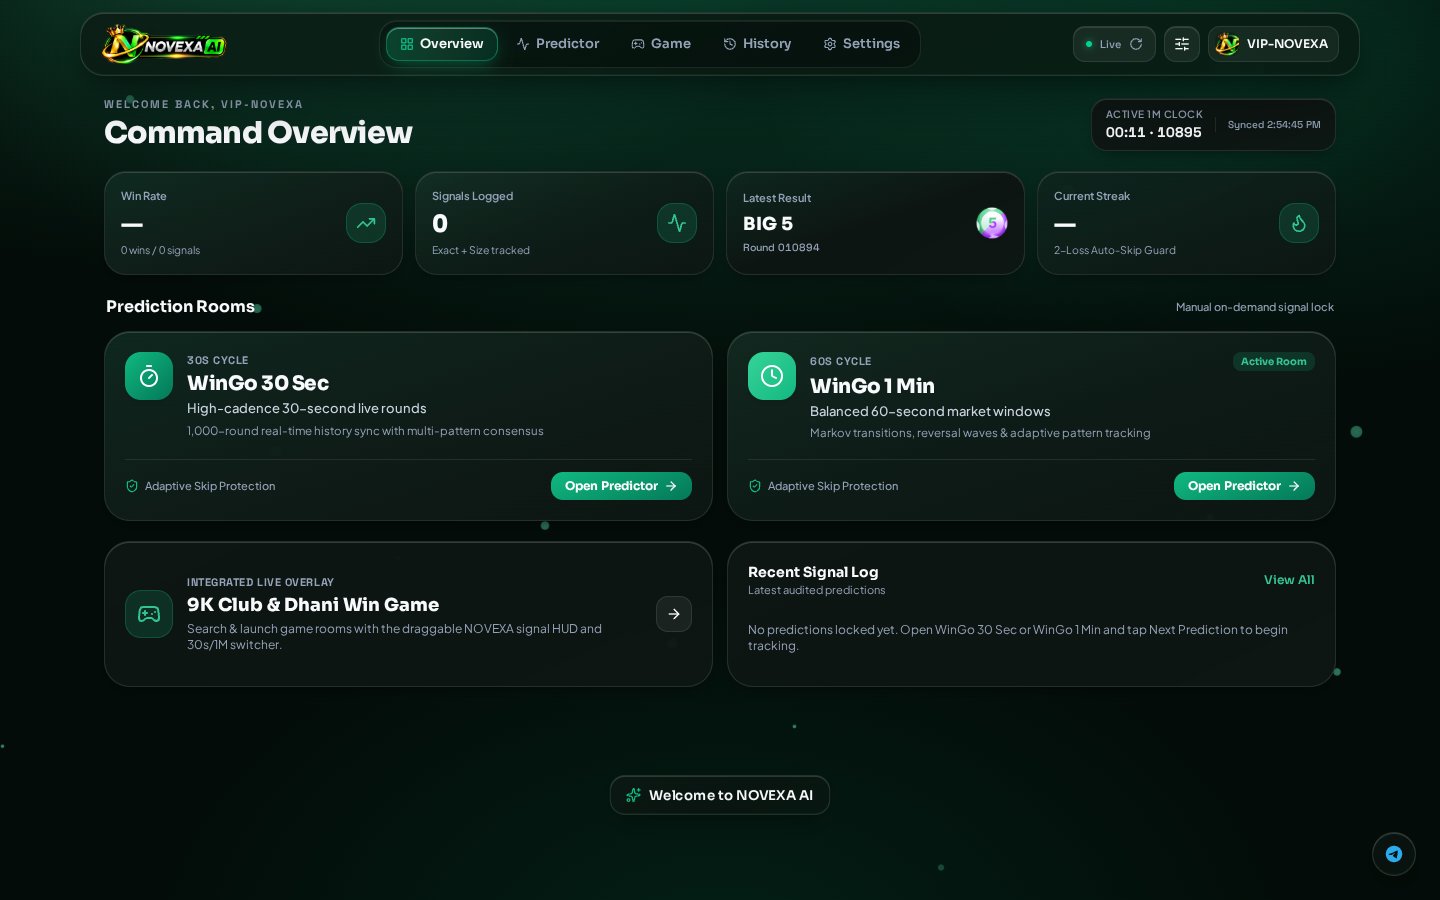 NOVEXA AI
Overview
Predictor
Game
History
Settings
Live
VIP-NOVEXA
WELCOME BACK, VIP-NOVEXA
Command Overview
ACTIVE 1M CLOCK
00:11 · 10895
Synced 2:54:45 PM
Win Rate
—
0 wins / 0 signals
Signals Logged
0
Exact + Size tracked
Latest Result
BIG 5
Round 010894
5
Current Streak
—
2-Loss Auto-Skip Guard
Prediction Rooms
Manual on-demand signal lock
30S CYCLE
WinGo 30 Sec
High-cadence 30-second live rounds
1,000-round real-time history sync with multi-pattern consensus
Adaptive Skip Protection
Open Predictor
60S CYCLE
Active Room
WinGo 1 Min
Balanced 60-second market windows
Markov transitions, reversal waves & adaptive pattern tracking
Adaptive Skip Protection
Open Predictor
INTEGRATED LIVE OVERLAY
9K Club & Dhani Win Game
Search & launch game rooms with the draggable NOVEXA signal HUD and
30s/1M switcher.
Recent Signal Log
Latest audited predictions
View All
No predictions locked yet. Open WinGo 30 Sec or WinGo 1 Min and tap Next Prediction to begin
tracking.
Welcome to NOVEXA AI